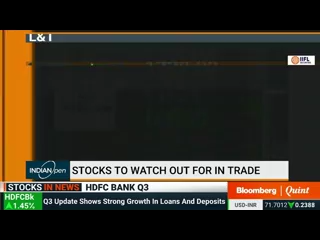 L&T
IIFL
INDIAN open
STOCKS TO WATCH OUT FOR IN TRADE
STOCKS IN NEWS HDFC BANK Q3
Bloomberg | Quint
HDFCBk
▲1.45%
Q3 Update Shows Strong Growth In Loans And Deposits
USD-INR 71.7012▼0.2388